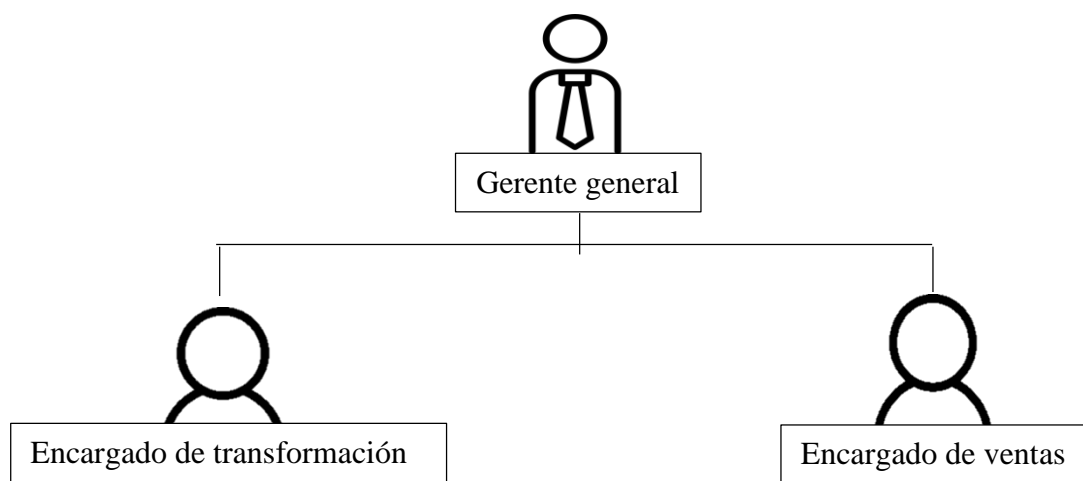 Gerente general
Encargado de transformación
Encargado de ventas